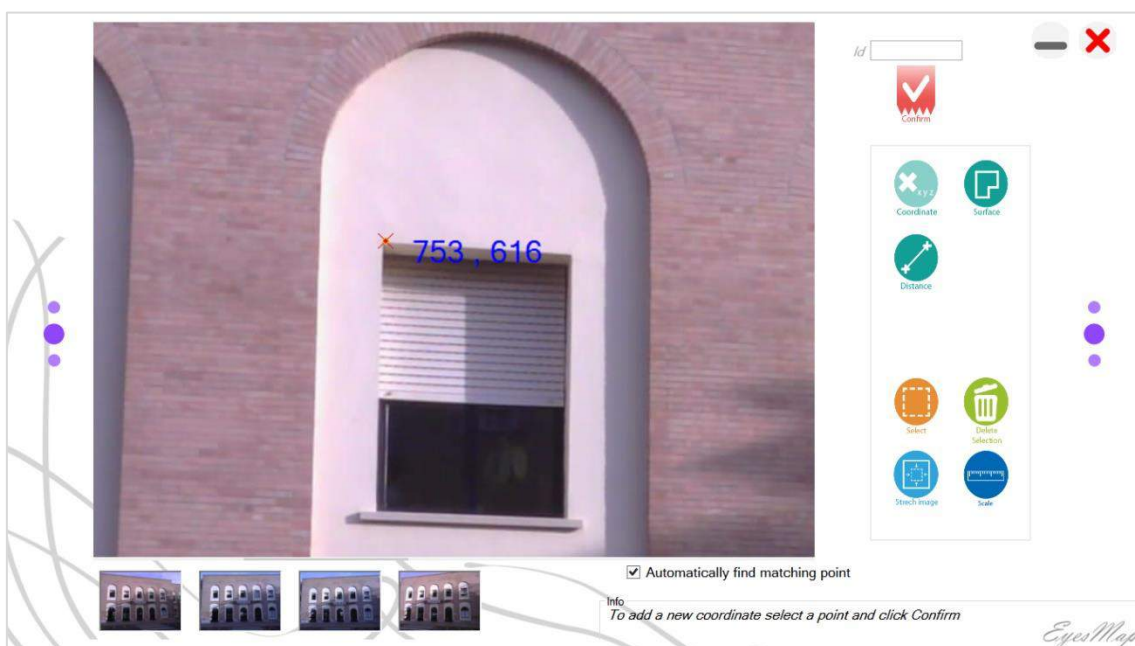 Id
Confirm
x y z
Coordinate
Surface
753 , 616
Distance
Select
Delete
Selection
Strech image
Scale
Automatically find matching point
Info
To add a new coordinate select a point and click Confirm
EyesMap